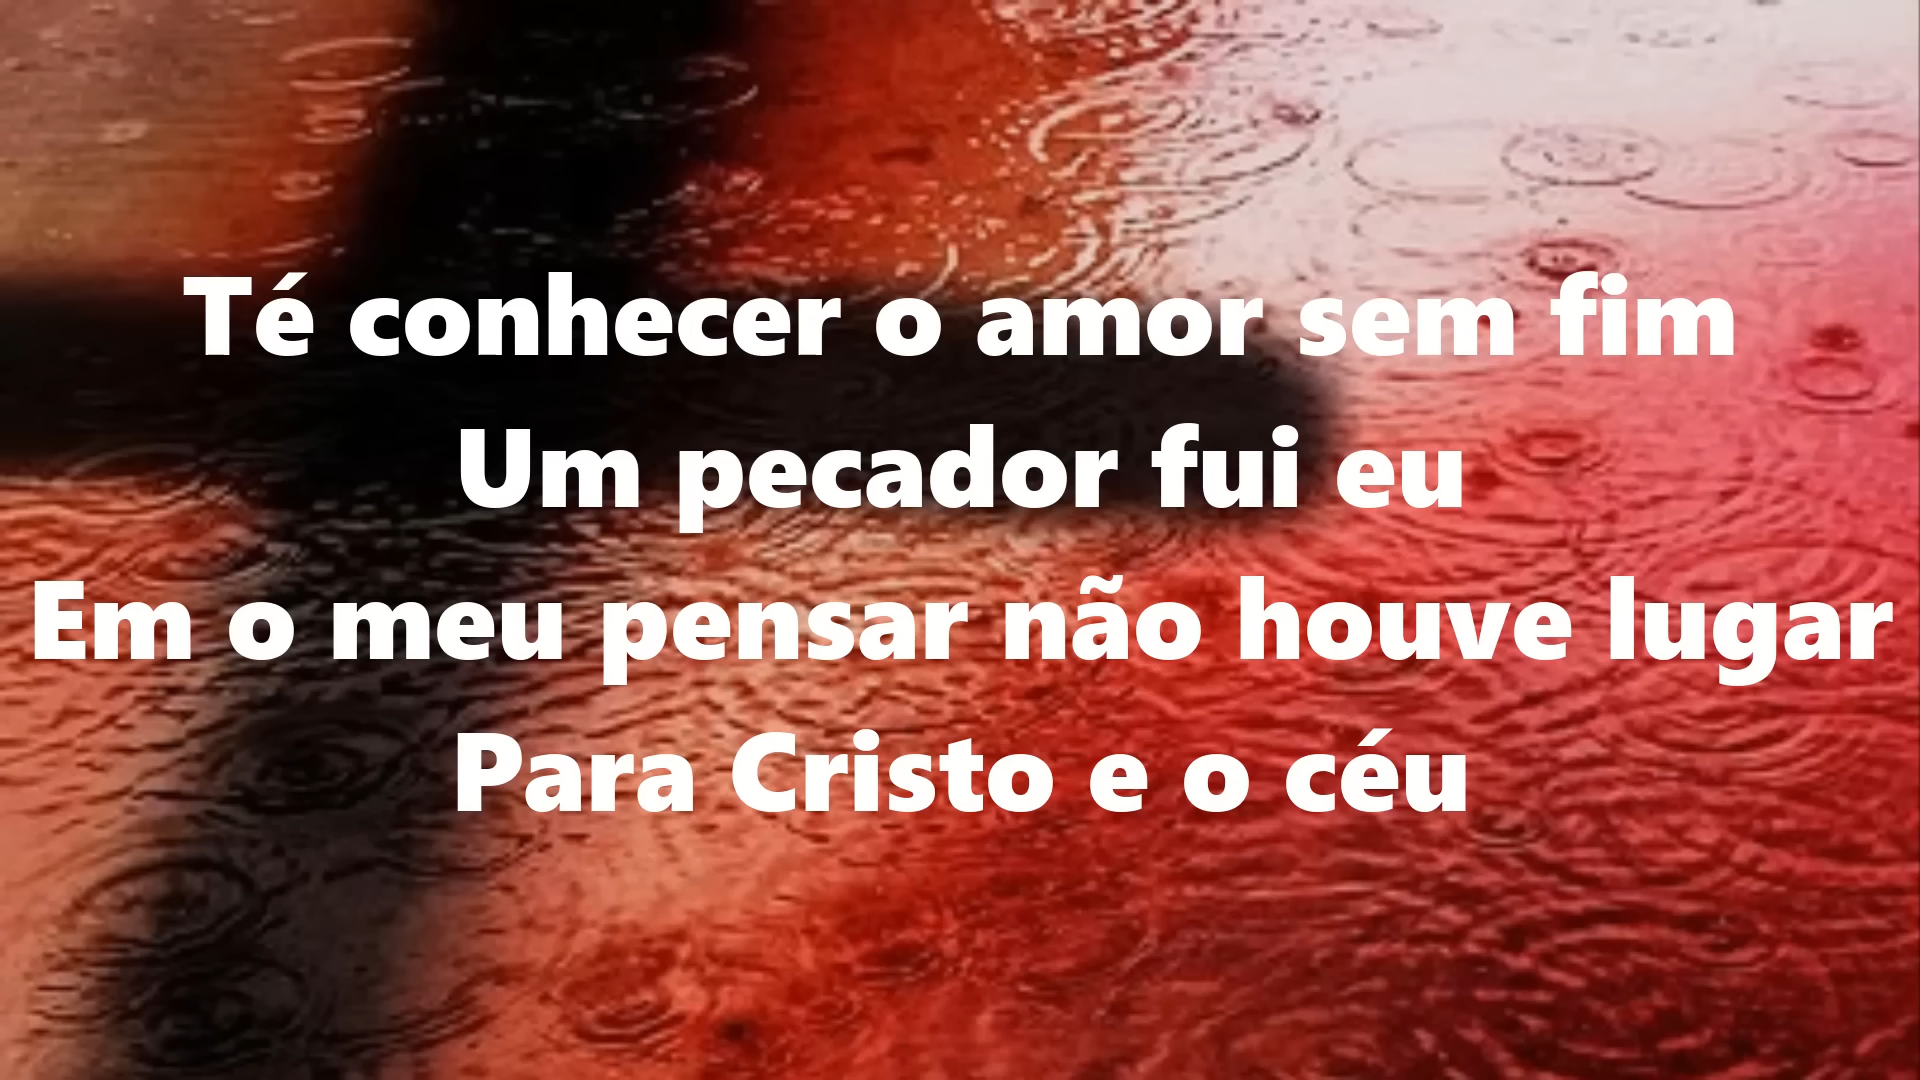 Té conhecer o amor sem fim
Um pecador fui eu
Em o meu pensar não houve lugar
Para Cristo e o céu